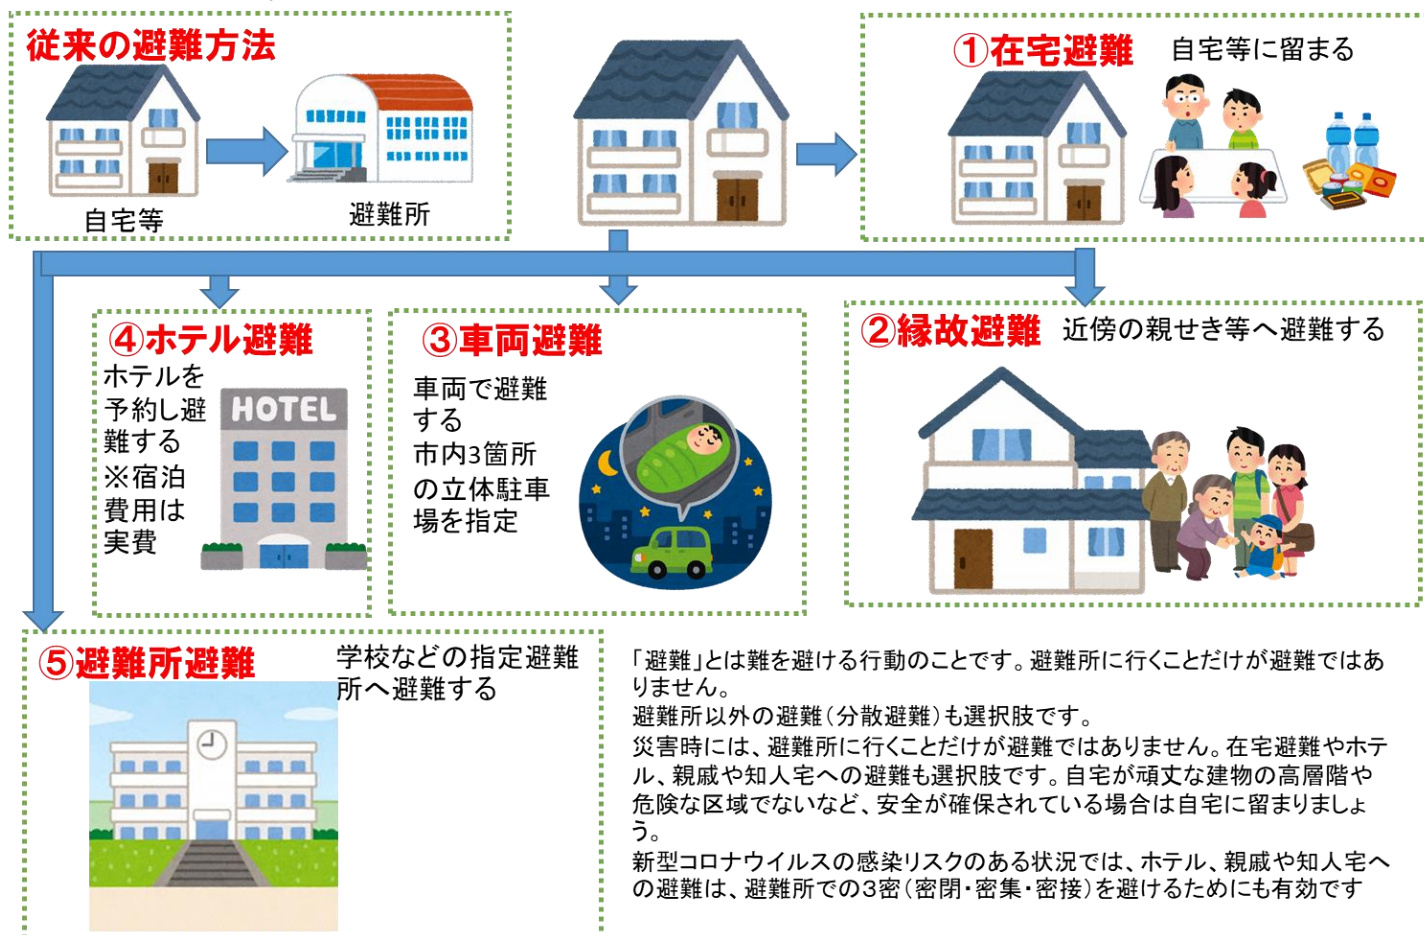 従来の避難方法
自宅等
避難所
①在宅避難
自宅等に留まる
②縁故避難
近傍の親せき等へ避難する
③車両避難
車両で避難
する
市内3箇所
の立体駐車
場を指定
④ホテル避難
ホテルを
予約し避
難する
※宿泊
費用は
実費
HOTEL
⑤避難所避難
学校などの指定避難
所へ避難する
「避難」とは難を避ける行動のことです。避難所に行くことだけが避難ではあ
りません。
避難所以外の避難（分散避難）も選択肢です。
災害時には、避難所に行くことだけが避難ではありません。在宅避難やホテ
ル、親戚や知人宅への避難も選択肢です。自宅が頑丈な建物の高層階や
危険な区域でないなど、安全が確保されている場合は自宅に留まりましょ
う。
新型コロナウイルスの感染リスクのある状況では、ホテル、親戚や知人宅へ
の避難は、避難所での３密（密閉・密集・密接）を避けるためにも有効です